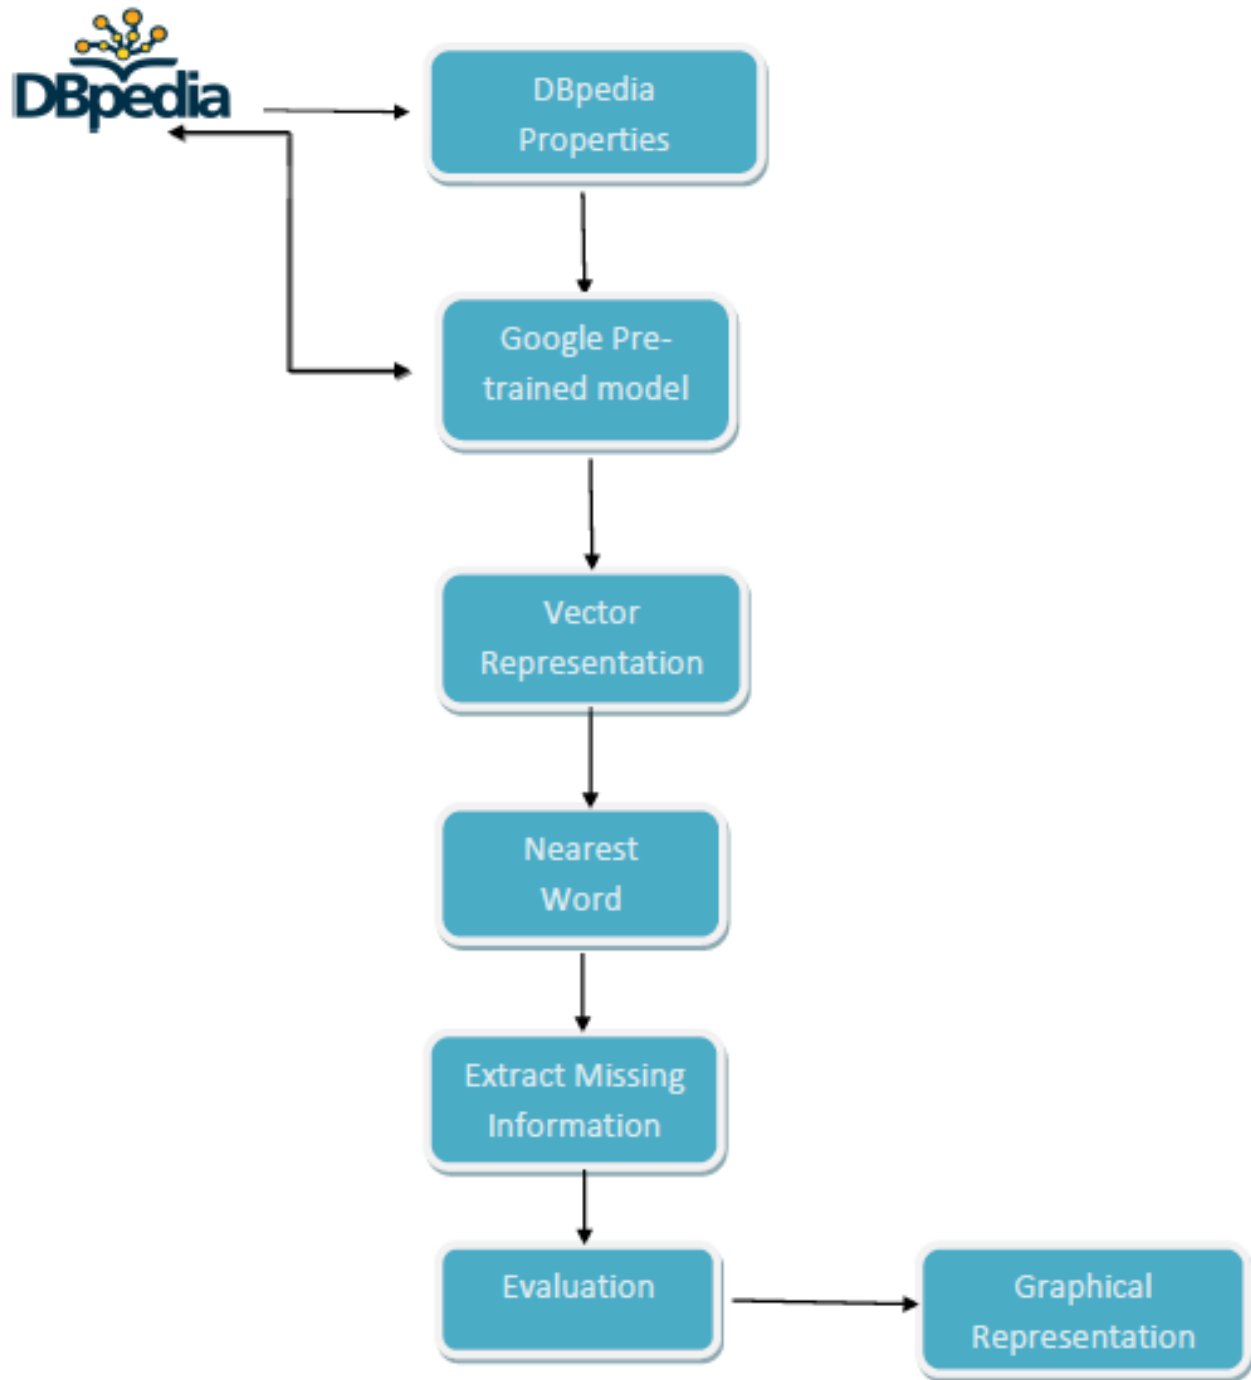 DBpedia
DBpedia
Properties
Google Pre-
trained model
Vector
Representation
Nearest
Word
Extract Missing
Information
Evaluation
Graphical
Representation